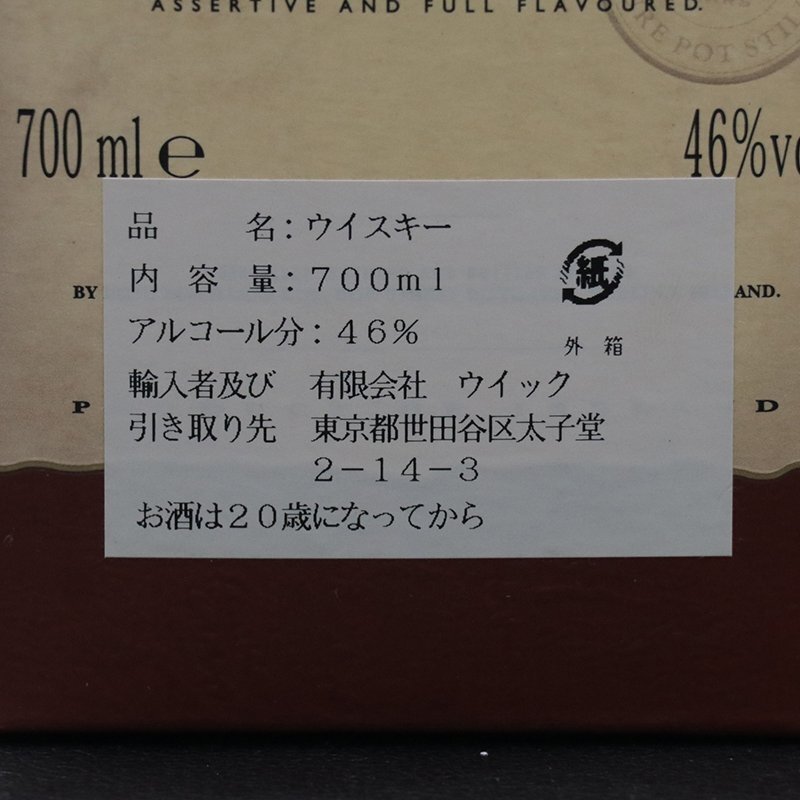 ASSERTIVE AND FULL FLAVOURED.
RE POT STIL
700 ml e
46% vo
品　名：ウイスキー
内容量：７００ｍｌ
アルコール分：４６％
紙
外箱
BY
AND.
輸入者及び　有限会社　ウイック
引き取り先　東京都世田谷区太子堂
P
D
２－１４－３
お酒は２０歳になってから